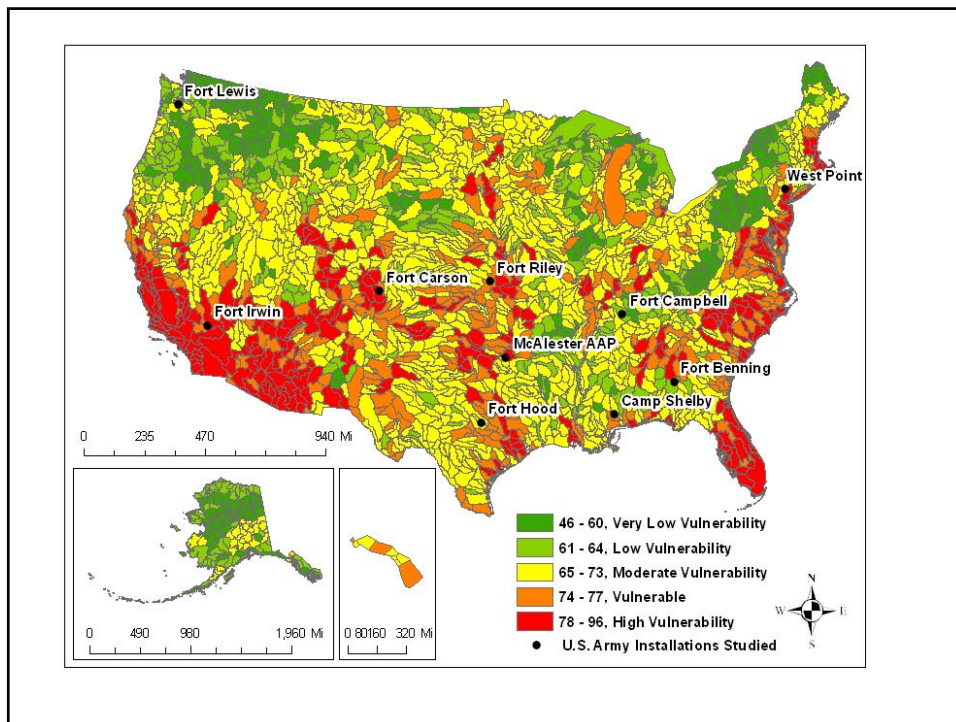 Fort Lewis
West Point
Fort Riley
Fort Carson
Fort Campbell
Fort Irwin
McAlester AAP
Fort Benning
Fort Hood
Camp Shelby
0 235 470 940 Mi
46 - 60, Very Low Vulnerability
61 - 64, Low Vulnerability
65 - 73, Moderate Vulnerability
74 - 77, Vulnerable
78 - 96, High Vulnerability
U.S. Army Installations Studied
N
W E
S
0 490 980 1,960 Mi
0 80160 320 Mi